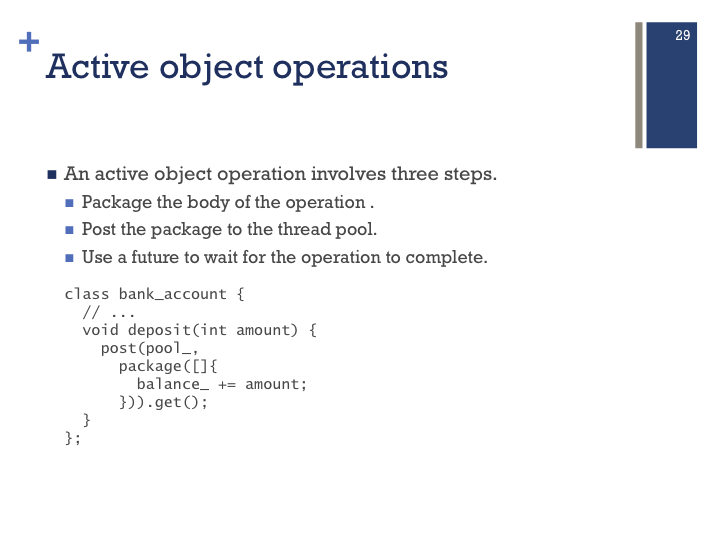 +
29
Active object operations
■ An active object operation involves three steps.
■ Package the body of the operation .
■ Post the package to the thread pool.
■ Use a future to wait for the operation to complete.
class bank_account {
  // ...
  void deposit(int amount) {
    post(pool_,
      package([]{
        balance_ += amount;
      })).get();
  }
};